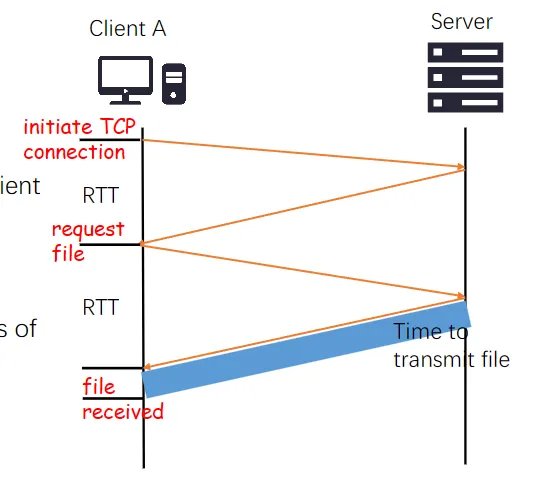 Client A
Server
initiate TCP
connection
ient
RTT
request
file
RTT
s of
Time to
transmit file
file
received